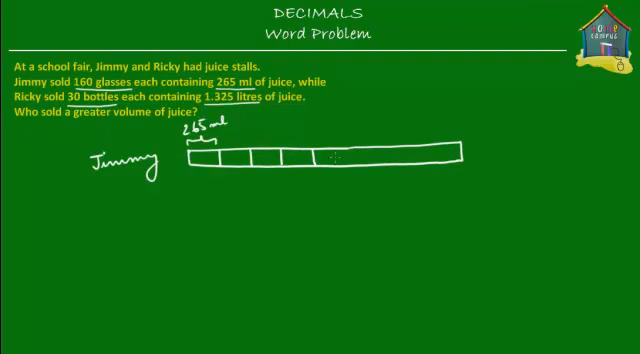 DECIMALS
Word Problem
home
campus
At a school fair, Jimmy and Ricky had juice stalls.
Jimmy sold 160 glasses each containing 265 ml of juice, while
Ricky sold 30 bottles each containing 1.325 litres of juice.
Who sold a greater volume of juice?
265 ml
Jimmy